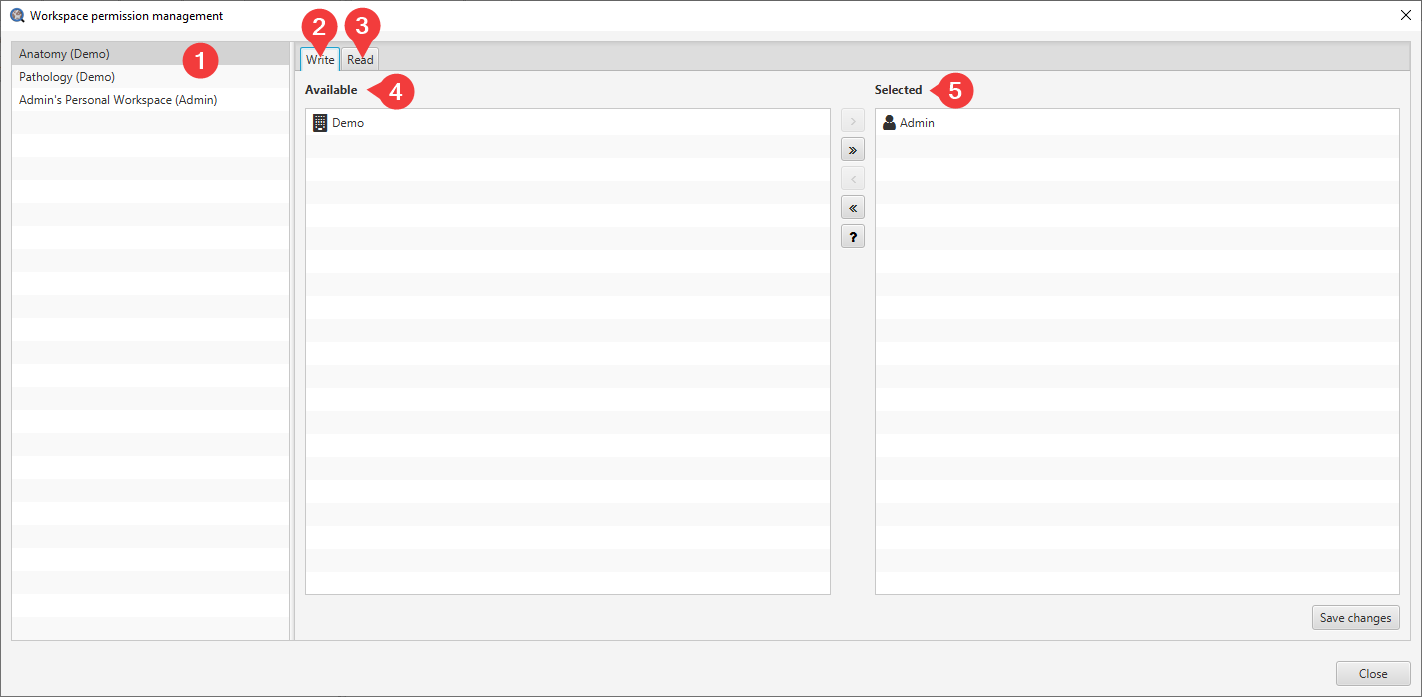 Workspace permission management
2
3
Anatomy (Demo)
1
Pathology (Demo)
Admin's Personal Workspace (Admin)
Write
Read
Available
4
Selected
5
Demo
>
»
<
«
?
Admin
Save changes
Close